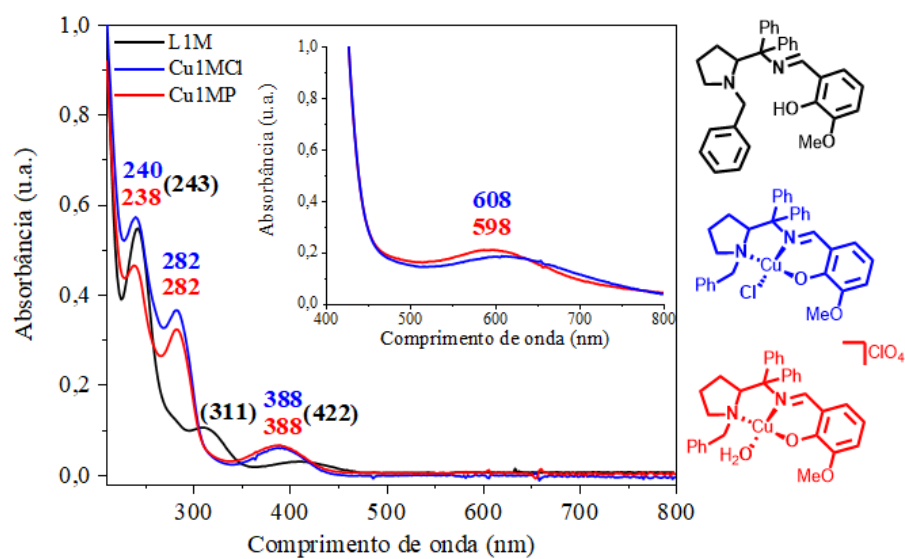 L1M
Cu1MCl
Cu1MP
240
238
(243)
282
282
(311)
388
388
(422)
1,0
0,8
0,6
0,4
0,2
0,0
Absorbância (u.a.)
300
400
500
600
700
800
Comprimento de onda (nm)
1,0
0,8
0,6
0,4
0,2
0,0
Absorbância (u.a.)
608
598
400
500
600
700
800
Comprimento de onda (nm)
Ph
Ph
N
N
HO
MeO
Ph
Ph
N
N
Cu
O
Ph
Cl
MeO
ClO4
Ph
Ph
N
N
Cu
O
Ph
H2O
MeO